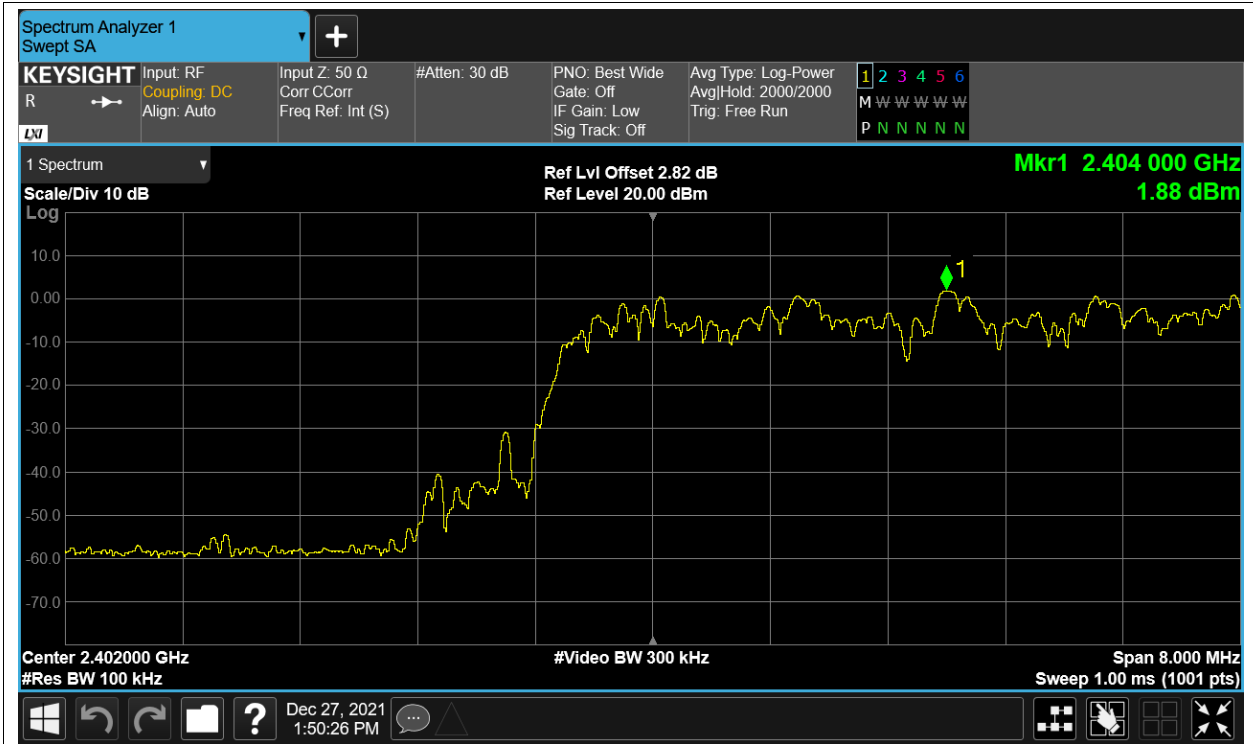 Spectrum Analyzer 1
Swept SA
KEYSIGHT Input: RF Input Z: 50 Ω #Atten: 30 dB PNO: Best Wide Avg Type: Log-Power 1 2 3 4 5 6
R Coupling: DC Corr CCorr Gate: Off Avg|Hold: 2000/2000 M W W W W W
Align: Auto Freq Ref: Int (S) IF Gain: Low Trig: Free Run
LXI Sig Track: Off P N N N N N
1 Spectrum Ref Lvl Offset 2.82 dB Mkr1 2.404 000 GHz
Scale/Div 10 dB Ref Level 20.00 dBm 1.88 dBm
Log
10.0
1
0.00
-10.0
-20.0
-30.0
-40.0
-50.0
-60.0
-70.0
Center 2.402000 GHz #Video BW 300 kHz Span 8.000 MHz
#Res BW 100 kHz Sweep 1.00 ms (1001 pts)
? Dec 27, 2021
1:50:26 PM